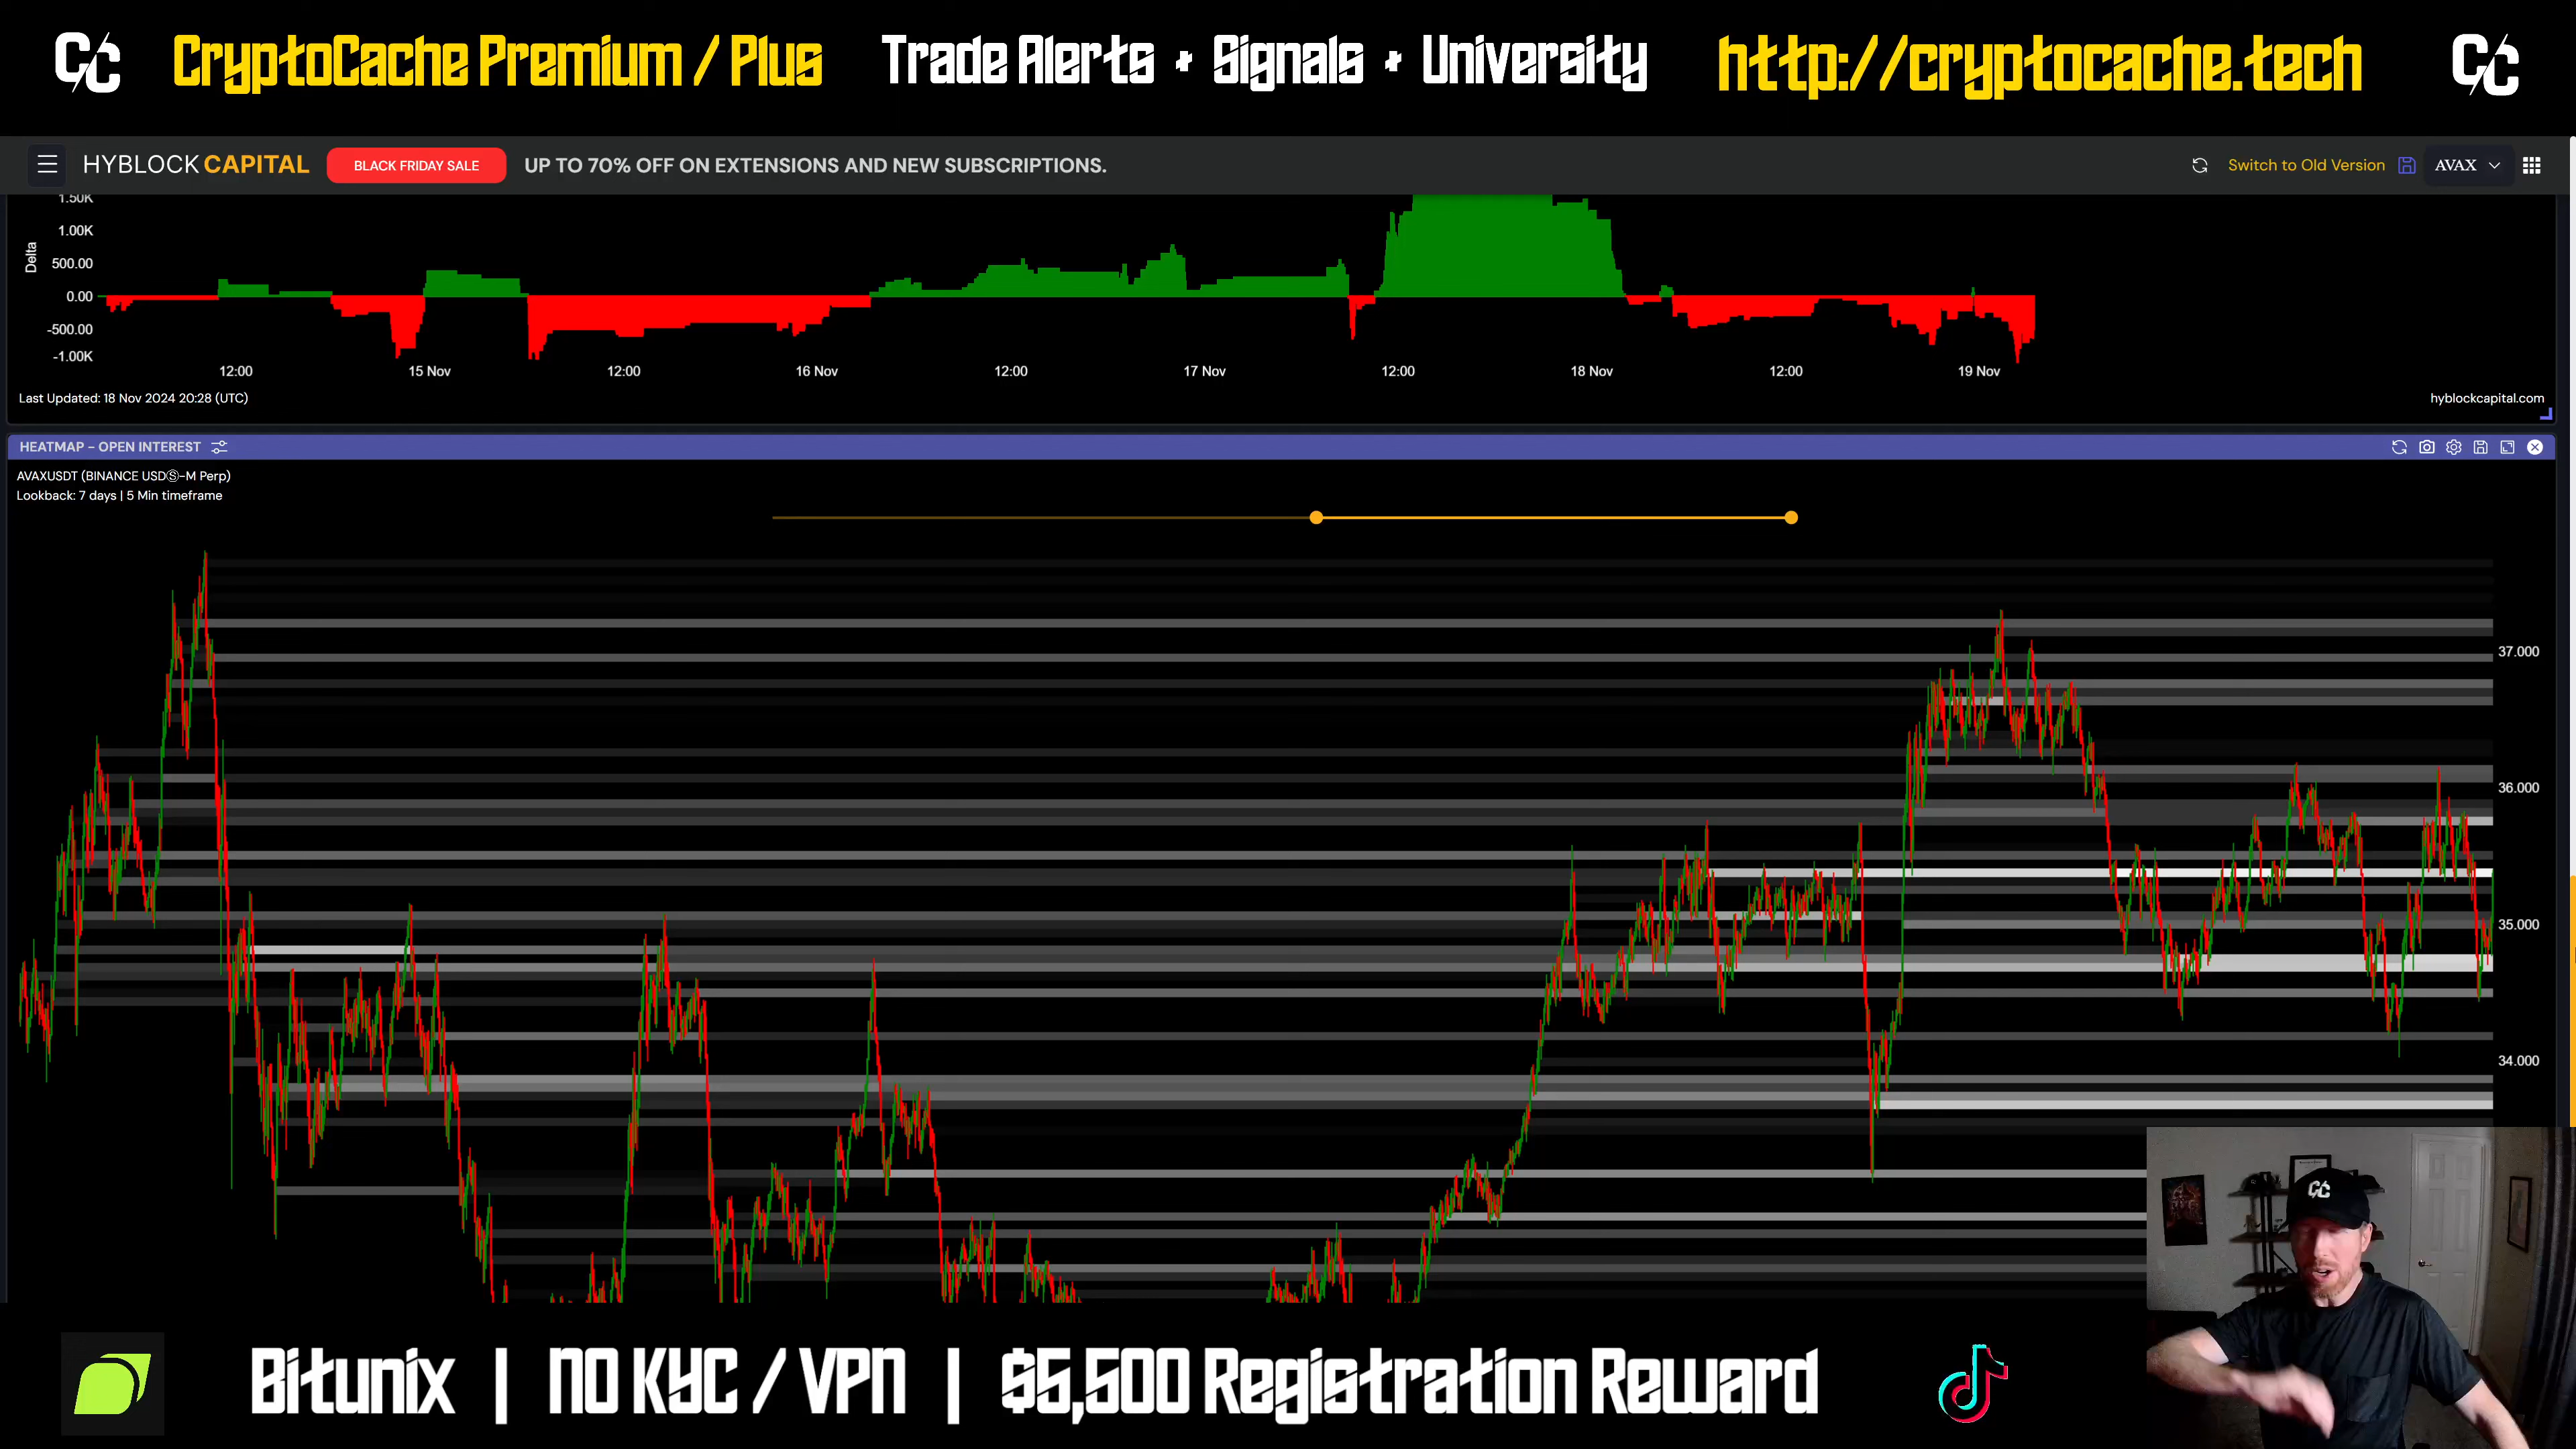 CryptoCache Premium / Plus Trade Alerts + Signals + University http://cryptocache.tech
HYBLOCK CAPITAL BLACK FRIDAY SALE UP TO 70% OFF ON EXTENSIONS AND NEW SUBSCRIPTIONS. Switch to Old Version AVAX
1.50K
1.00K
500.00
0.00
-500.00
-1.00K
Delta
12:00 15 Nov 12:00 16 Nov 12:00 17 Nov 12:00 18 Nov 12:00 19 Nov
Last Updated: 18 Nov 2024 20:28 (UTC) hyblockcapital.com
HEATMAP - OPEN INTEREST
AVAXUSDT (BINANCE USDⓈ-M Perp)
Lookback: 7 days | 5 Min timeframe
37.000
36.000
35.000
34.000
Bitunix | NO KYC / VPN | $5,500 Registration Reward